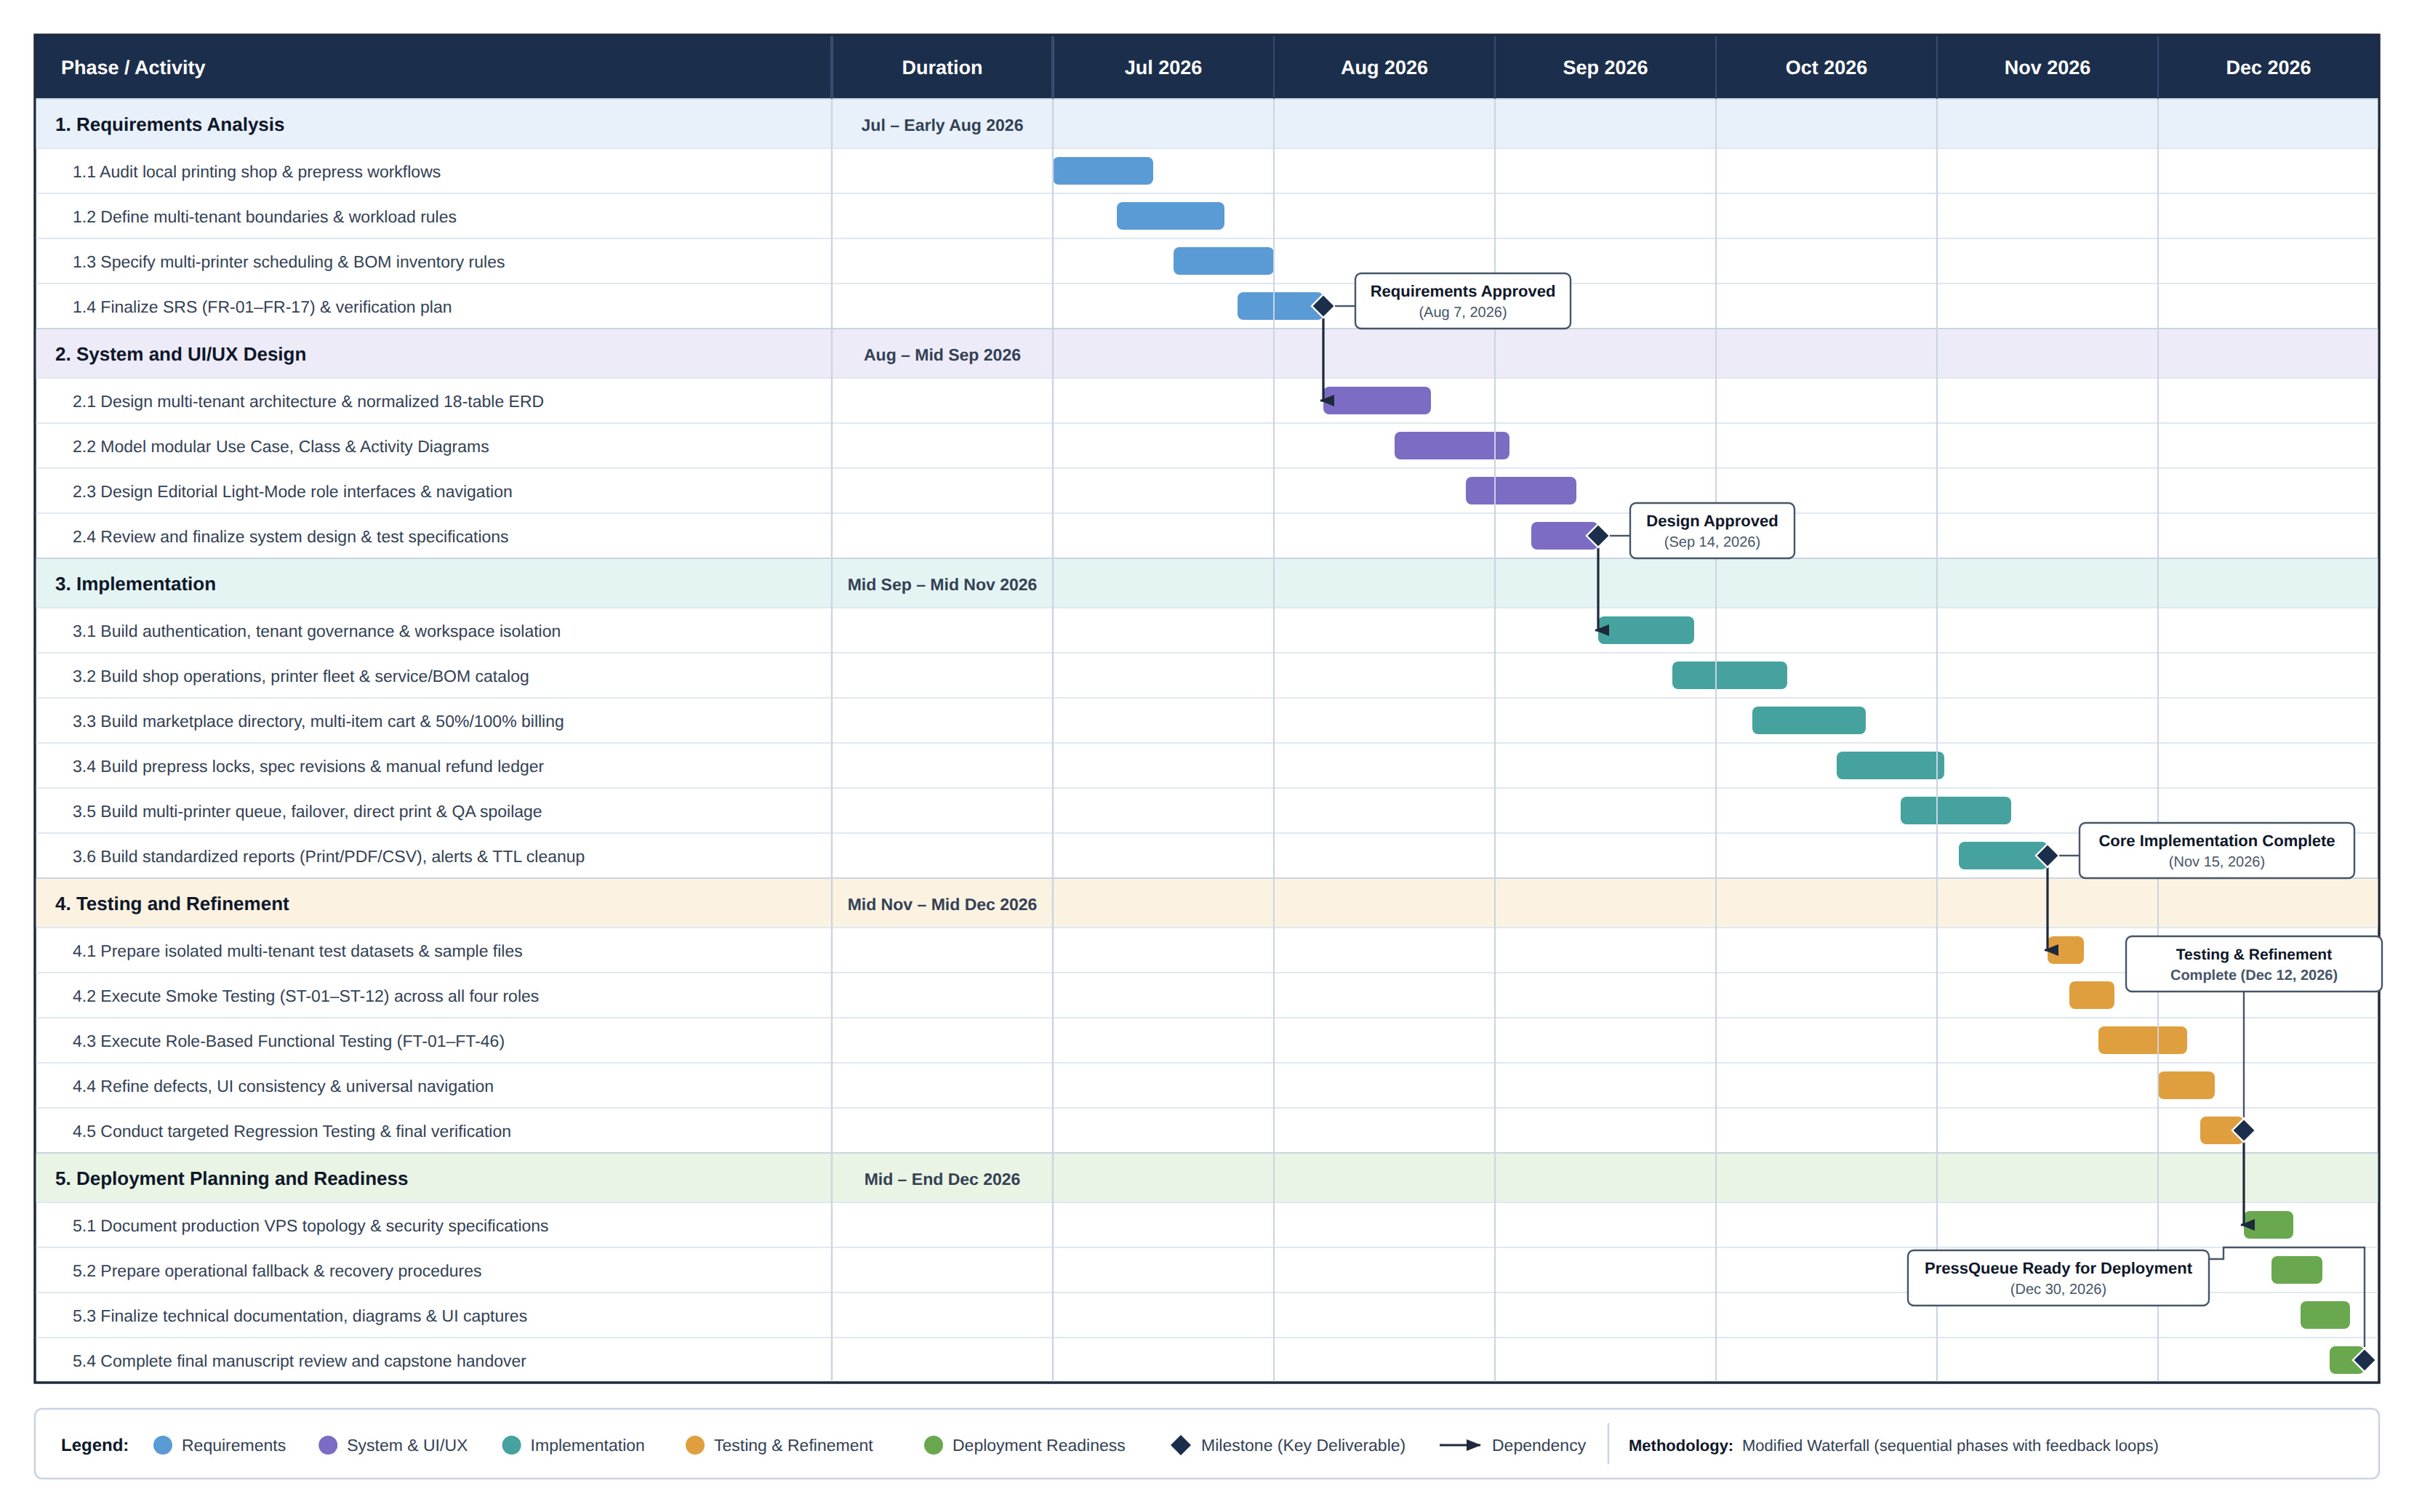 Phase / Activity
Duration
Jul 2026
Aug 2026
Sep 2026
Oct 2026
Nov 2026
Dec 2026
1. Requirements Analysis
Jul – Early Aug 2026
1.1 Audit local printing shop & prepress workflows
1.2 Define multi-tenant boundaries & workload rules
1.3 Specify multi-printer scheduling & BOM inventory rules
1.4 Finalize SRS (FR-01–FR-17) & verification plan
Requirements Approved
(Aug 7, 2026)
2. System and UI/UX Design
Aug – Mid Sep 2026
2.1 Design multi-tenant architecture & normalized 18-table ERD
2.2 Model modular Use Case, Class & Activity Diagrams
2.3 Design Editorial Light-Mode role interfaces & navigation
2.4 Review and finalize system design & test specifications
Design Approved
(Sep 14, 2026)
3. Implementation
Mid Sep – Mid Nov 2026
3.1 Build authentication, tenant governance & workspace isolation
3.2 Build shop operations, printer fleet & service/BOM catalog
3.3 Build marketplace directory, multi-item cart & 50%/100% billing
3.4 Build prepress locks, spec revisions & manual refund ledger
3.5 Build multi-printer queue, failover, direct print & QA spoilage
3.6 Build standardized reports (Print/PDF/CSV), alerts & TTL cleanup
Core Implementation Complete
(Nov 15, 2026)
4. Testing and Refinement
Mid Nov – Mid Dec 2026
4.1 Prepare isolated multi-tenant test datasets & sample files
Testing & Refinement
Complete (Dec 12, 2026)
4.2 Execute Smoke Testing (ST-01–ST-12) across all four roles
4.3 Execute Role-Based Functional Testing (FT-01–FT-46)
4.4 Refine defects, UI consistency & universal navigation
4.5 Conduct targeted Regression Testing & final verification
5. Deployment Planning and Readiness
Mid – End Dec 2026
5.1 Document production VPS topology & security specifications
5.2 Prepare operational fallback & recovery procedures
PressQueue Ready for Deployment
(Dec 30, 2026)
5.3 Finalize technical documentation, diagrams & UI captures
5.4 Complete final manuscript review and capstone handover
Legend:
Requirements
System & UI/UX
Implementation
Testing & Refinement
Deployment Readiness
Milestone (Key Deliverable)
Dependency
Methodology: Modified Waterfall (sequential phases with feedback loops)